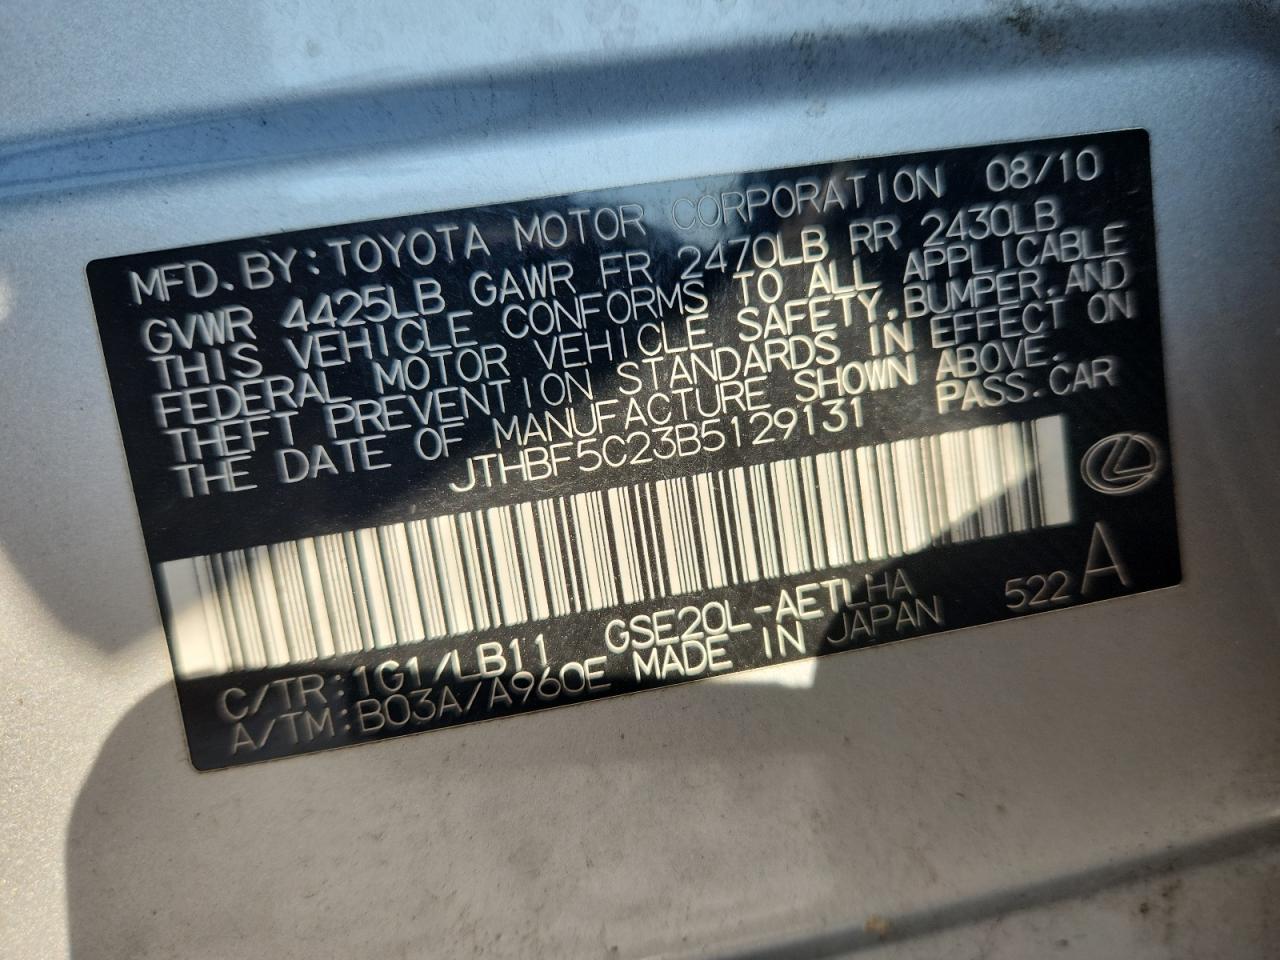 MFD. BY: TOYOTA MOTOR CORPORATION 08/10
GVWR 4425LB GAWR FR 2470LB RR 2430LB
THIS VEHICLE CONFORMS TO ALL APPLICABLE
FEDERAL MOTOR VEHICLE SAFETY, BUMPER, AND
THEFT PREVENTION STANDARDS IN EFFECT ON
THE DATE OF MANUFACTURE SHOWN ABOVE.
JTHBF5C23B5129131 PASS. CAR
C/TR: 1G1/LB11 GSE20L-AETLHA 522 A
A/TM: B03A/A960E MADE IN JAPAN